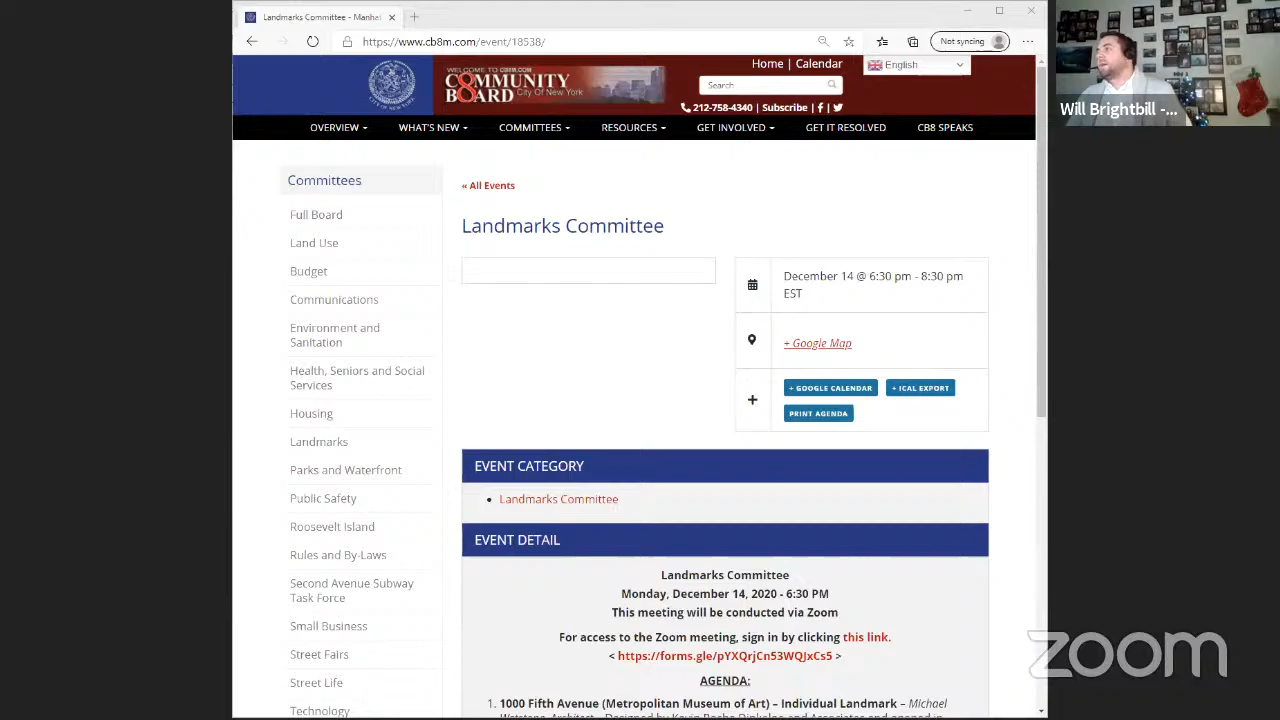 Landmarks Committee - Manhat
https://www.cb8m.com/event/18538/
Not syncing
WELCOME TO CB8M.COM
COMMUNITY
8 BOARD City Of New York
Home | Calendar
English
Search
212-758-4340 | Subscribe | f |
OVERVIEW
WHAT'S NEW
COMMITTEES
RESOURCES
GET INVOLVED
GET IT RESOLVED
CB8 SPEAKS
Will Brightbill -...
Committees
Full Board
Land Use
Budget
Communications
Environment and
Sanitation
Health, Seniors and Social
Services
Housing
Landmarks
Parks and Waterfront
Public Safety
Roosevelt Island
Rules and By-Laws
Second Avenue Subway
Task Force
Small Business
Street Fairs
Street Life
Technology
« All Events
Landmarks Committee
December 14 @ 6:30 pm - 8:30 pm
EST
+ Google Map
+ GOOGLE CALENDAR
+ ICAL EXPORT
PRINT AGENDA
EVENT CATEGORY
• Landmarks Committee
EVENT DETAIL
Landmarks Committee
Monday, December 14, 2020 - 6:30 PM
This meeting will be conducted via Zoom
For access to the Zoom meeting, sign in by clicking this link.
< https://forms.gle/pYXQrjCn53WQJxCs5 >
AGENDA:
1. 1000 Fifth Avenue (Metropolitan Museum of Art) – Individual Landmark – Michael
zoom